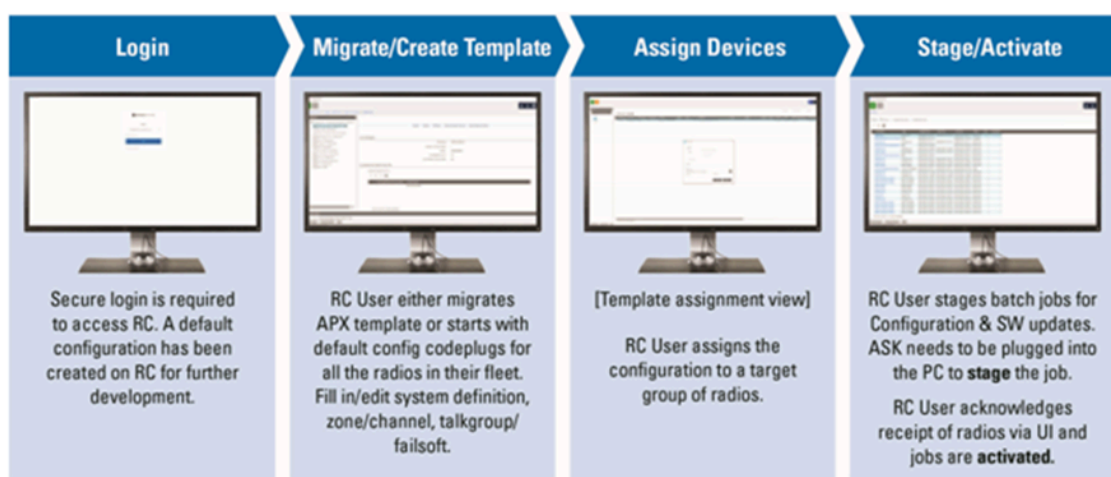 Login
Migrate/Create Template
Assign Devices
Stage/Activate
Secure login is required
to access RC. A default
configuration has been
created on RC for further
development.
RC User either migrates
APX template or starts with
default config codeplugs for
all the radios in their fleet.
Fill in/edit system definition,
zone/channel, talkgroup/
failsoft.
[Template assignment view]
RC User assigns the
configuration to a target
group of radios.
RC User stages batch jobs for
Configuration & SW updates.
ASK needs to be plugged into
the PC to stage the job.
RC User acknowledges
receipt of radios via UI and
jobs are activated.